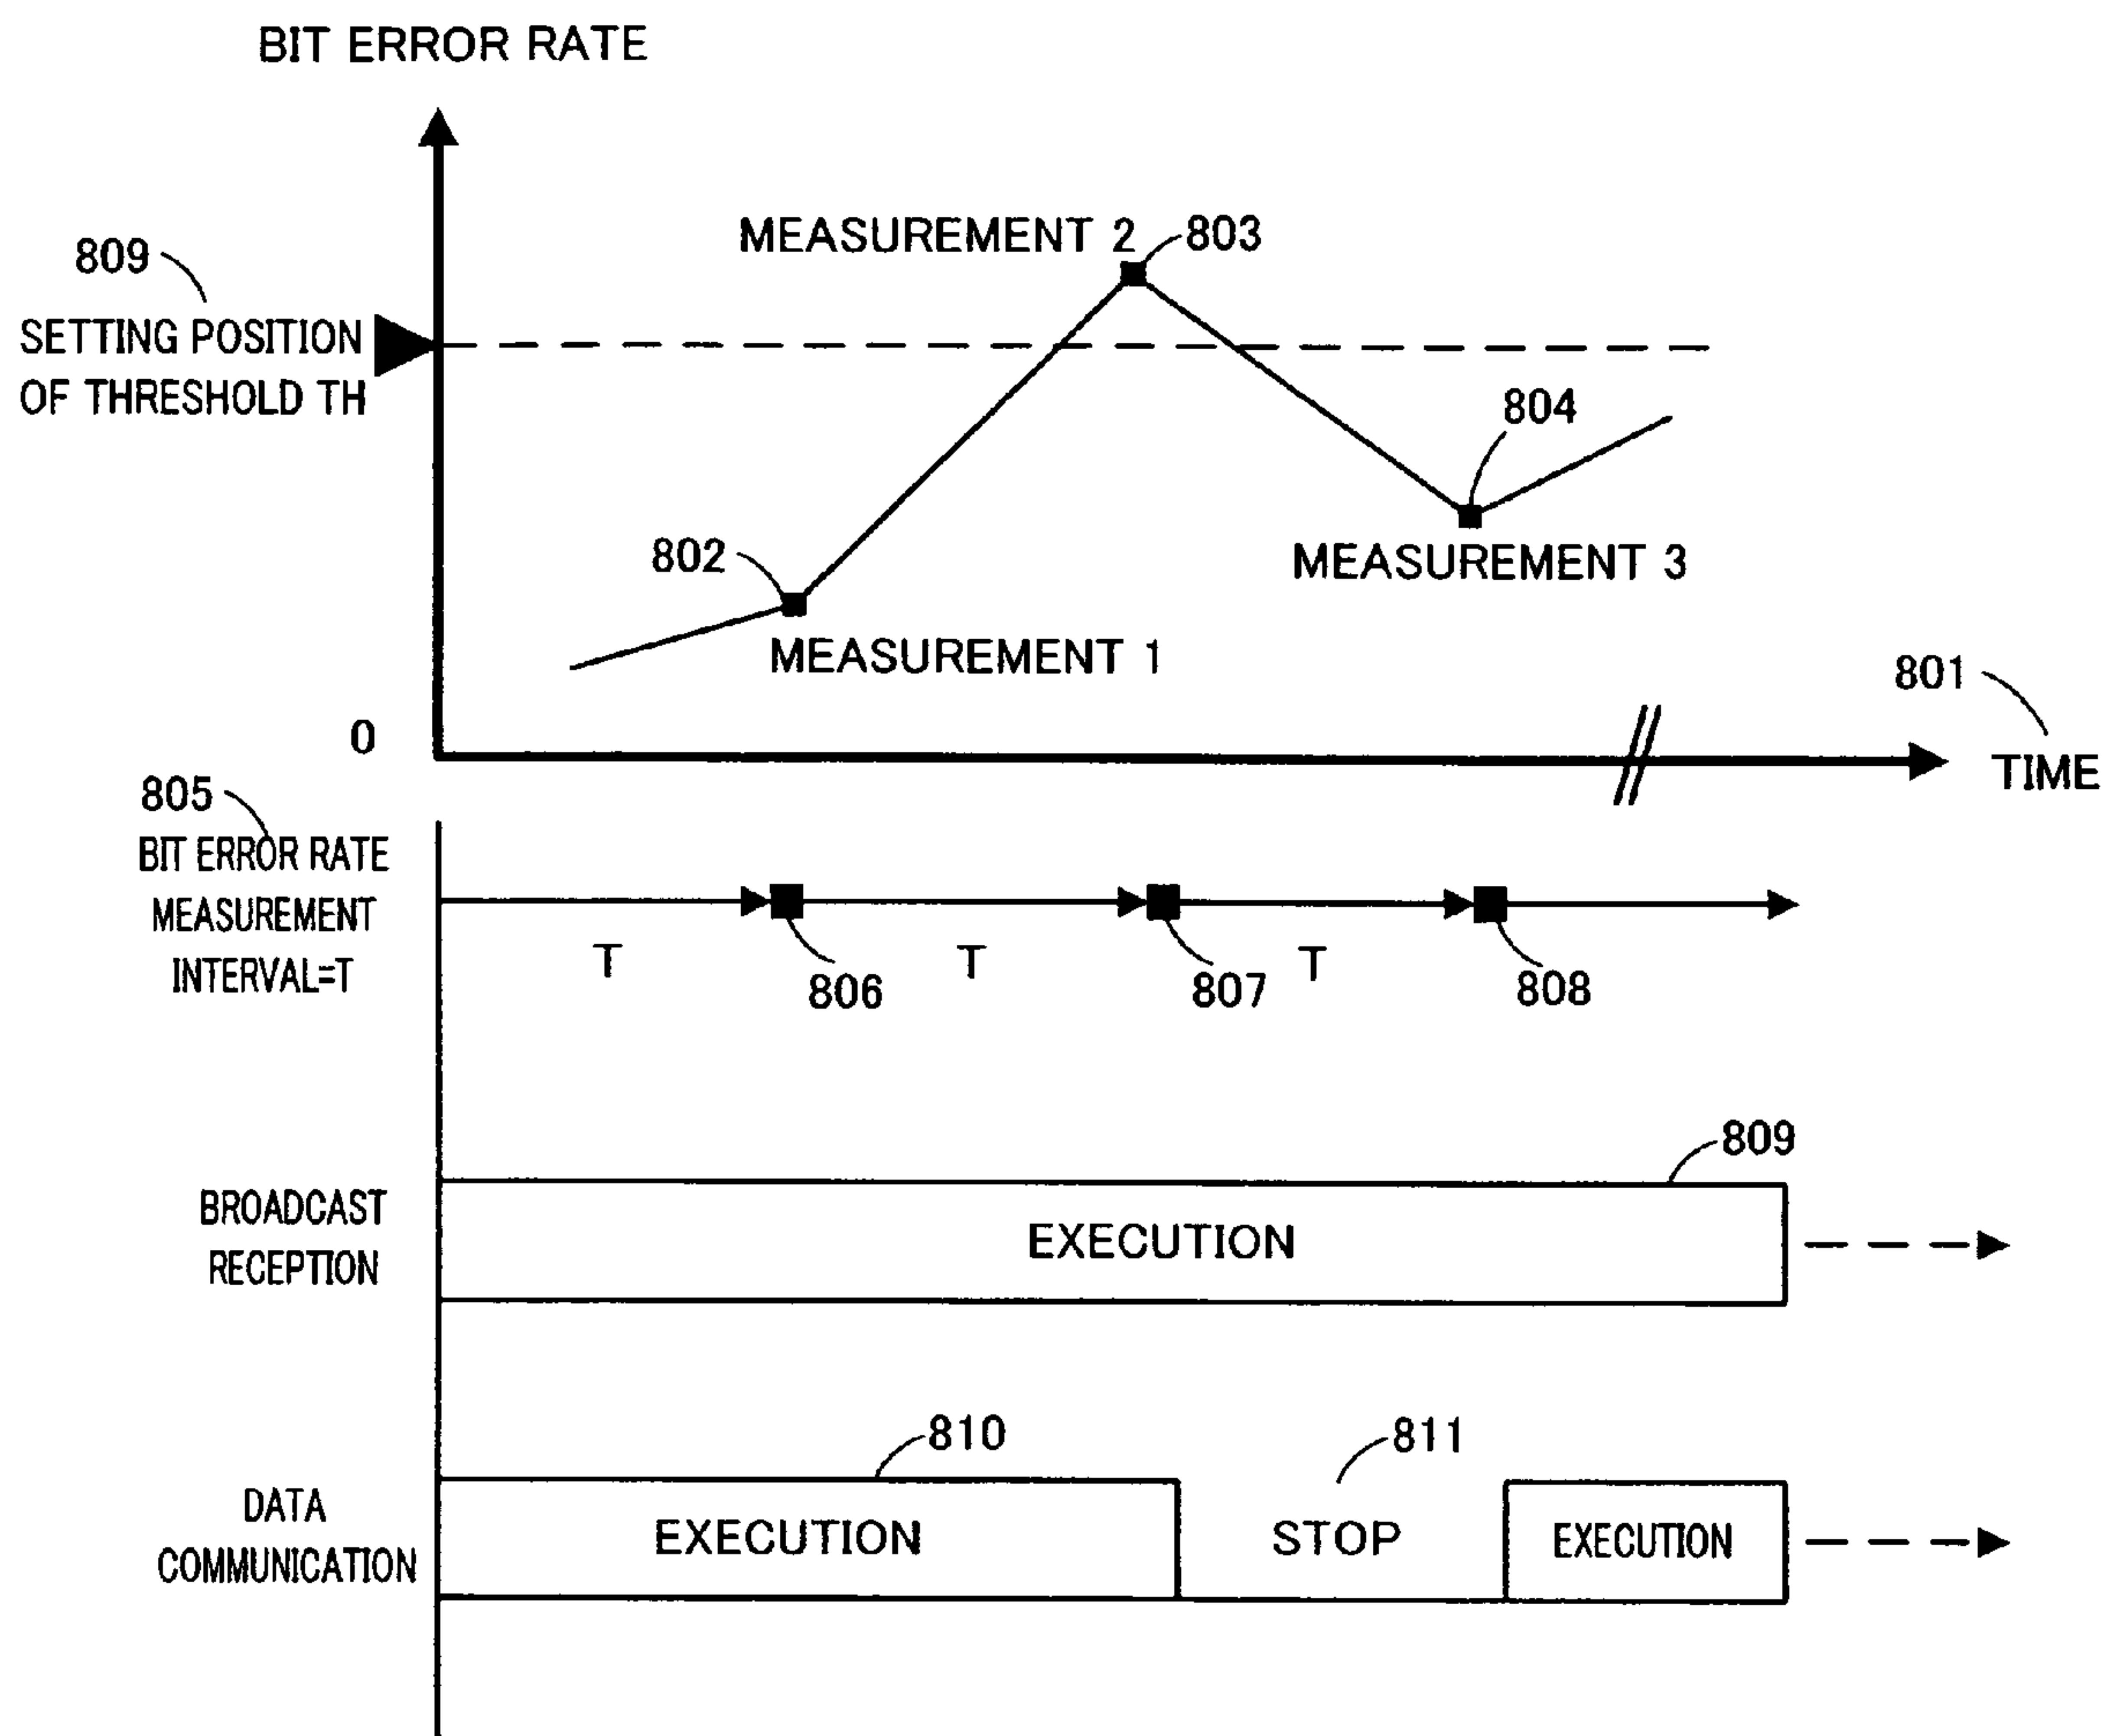 BIT ERROR RATE
MEASUREMENT 2
803
809
SETTING POSITION
OF THRESHOLD TH
804
802
MEASUREMENT 3
MEASUREMENT 1
801
0
TIME
805
BIT ERROR RATE
MEASUREMENT
INTERVAL=T
T
T
T
806
807
808
809
BROADCAST
RECEPTION
EXECUTION
810
811
DATA
COMMUNICATION
EXECUTION
STOP
EXECUTION